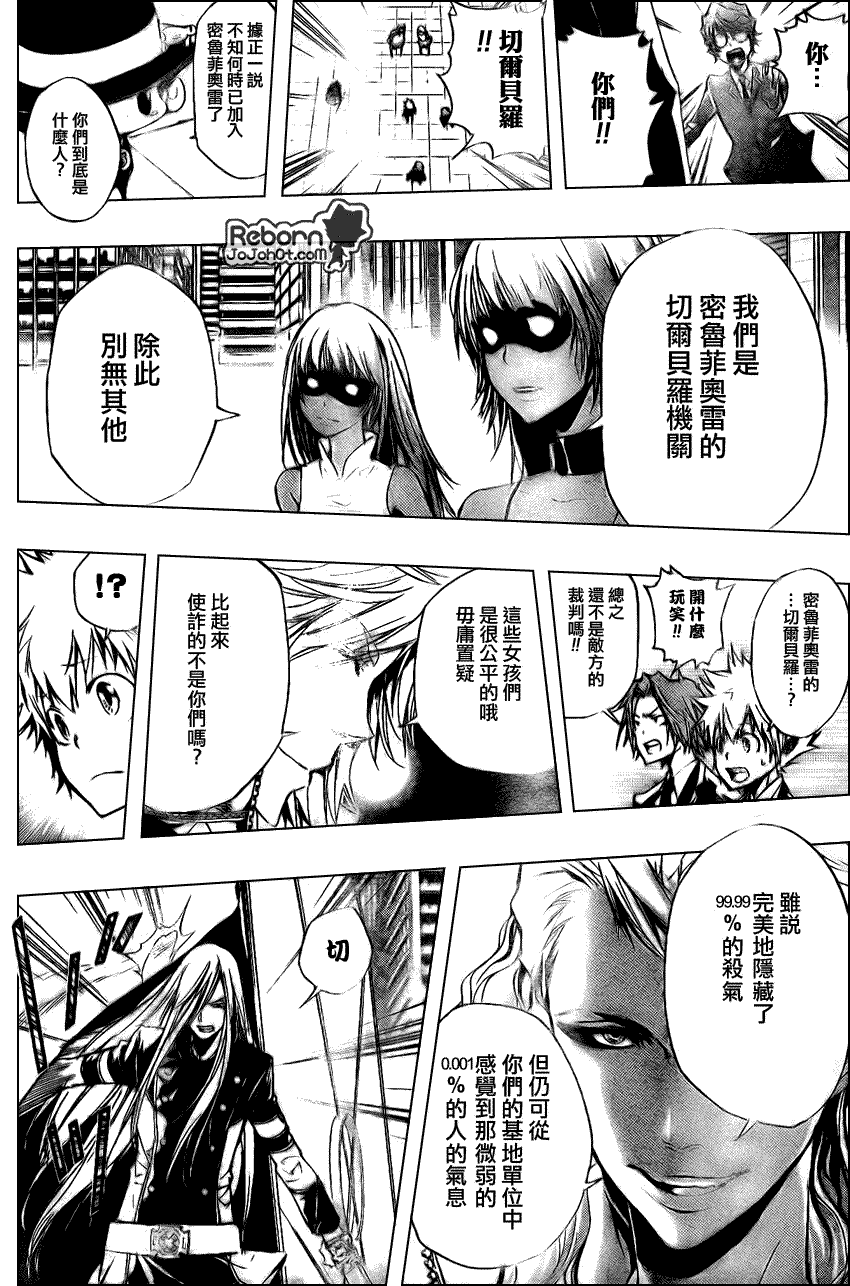 你…
你們!!
切爾貝羅
!!
據正一說
不知何時已加入
密魯菲奧雷了
你們到底是
什麼人?
Reborn
JoJohOt.com
我們是
密魯菲奧雷的
切爾貝羅機關
除此
別無其他
密魯菲奧雷的
…切爾貝羅…?
開什麼
玩笑!!
總之
還不是敵方的
裁判嗎!!
這些女孩們
是很公平的哦
毋庸置疑
比起來
使詐的不是你們嗎?
!?
雖說
完美地隱藏了
99.99
%的殺氣
但仍可從
你們的基地單位中
感覺到那微弱的
0.001
%的人的氣息
切